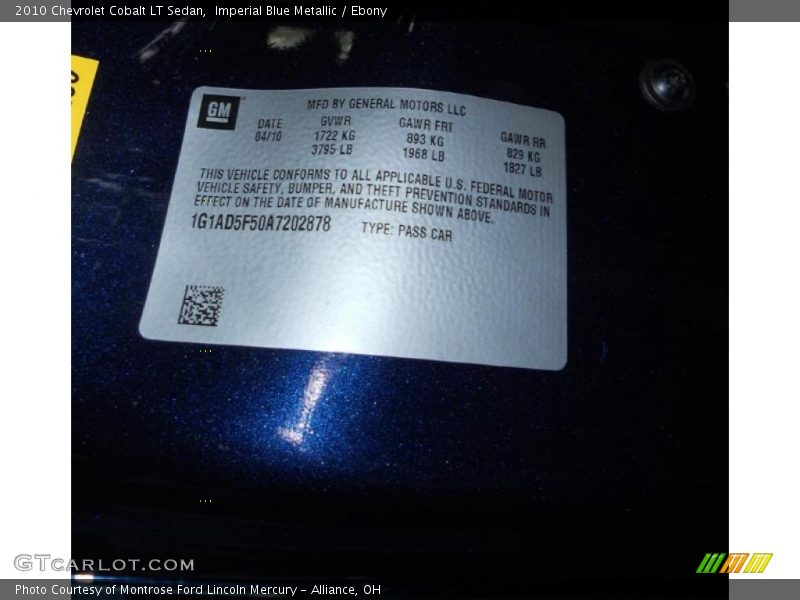 2010 Chevrolet Cobalt LT Sedan, Imperial Blue Metallic / Ebony
GM
MFD BY GENERAL MOTORS LLC
DATE GVWR GAWR FRT GAWR RR
04/10 1722 KG 893 KG 829 KG
3795 LB 1968 LB 1827 LB
THIS VEHICLE CONFORMS TO ALL APPLICABLE U.S. FEDERAL MOTOR
VEHICLE SAFETY, BUMPER, AND THEFT PREVENTION STANDARDS IN
EFFECT ON THE DATE OF MANUFACTURE SHOWN ABOVE.
1G1AD5F50A7202878 TYPE: PASS CAR
GTCARLOT.COM
Photo Courtesy of Montrose Ford Lincoln Mercury - Alliance, OH